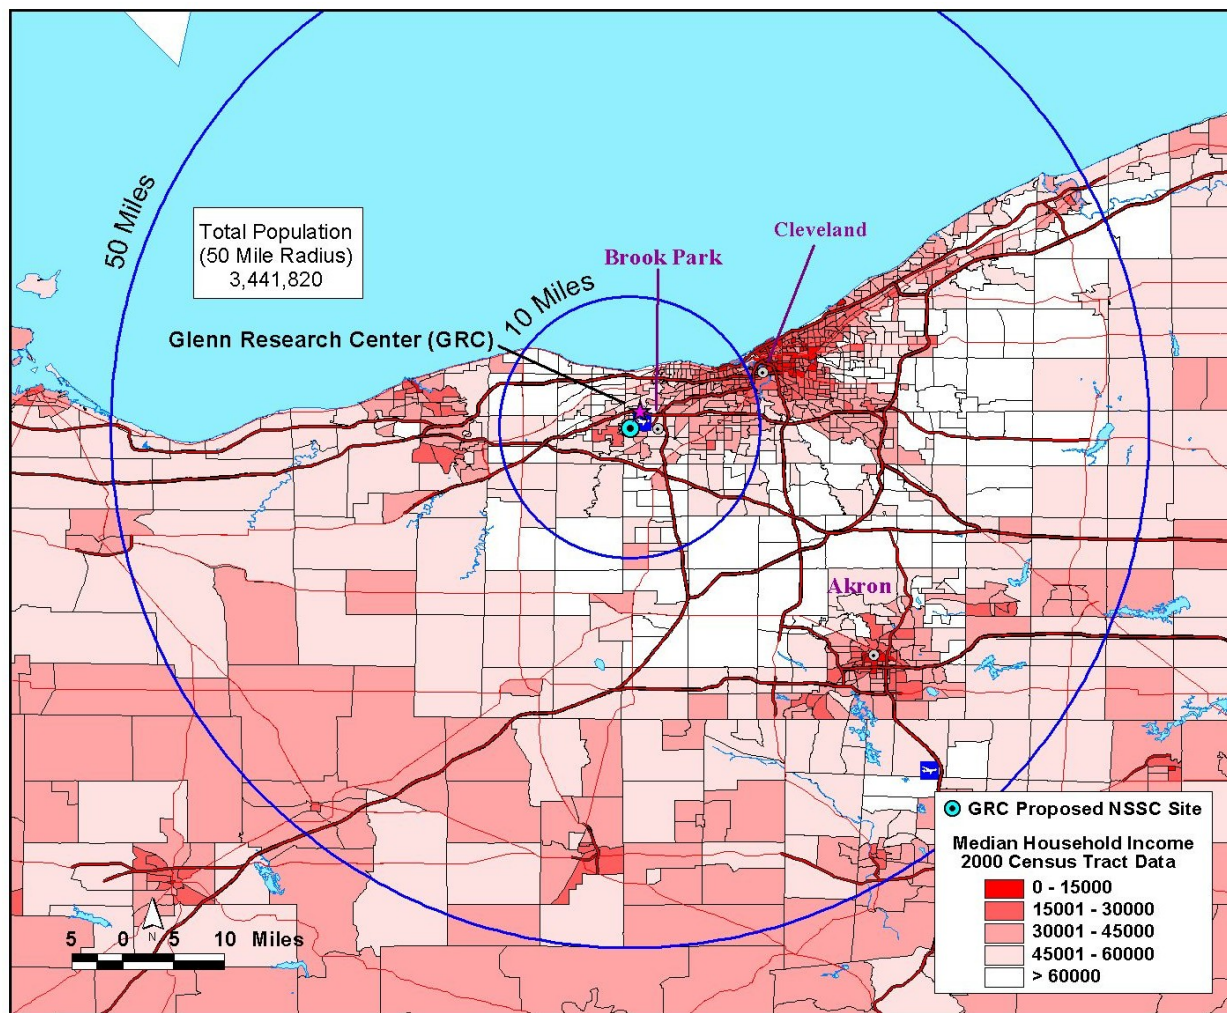 50 Miles
Total Population
(50 Mile Radius)
3,441,820
Cleveland
Brook Park
10 Miles
Glenn Research Center (GRC)
Akron
GRC Proposed NSSC Site
Median Household Income
2000 Census Tract Data
0 - 15000
15001 - 30000
30001 - 45000
45001 - 60000
> 60000
N
5 0 5 10 Miles